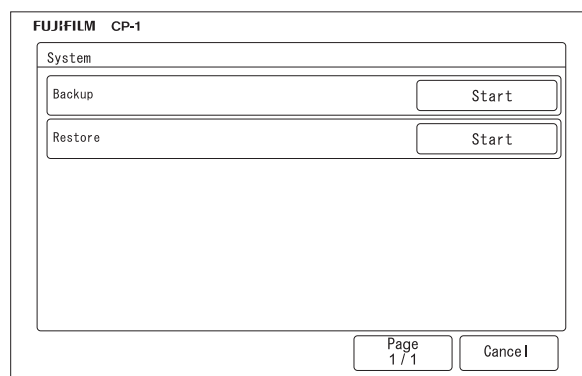 FUJIFILM CP-1
System
Backup Start
Restore Start
Page
1 / 1
Cancel